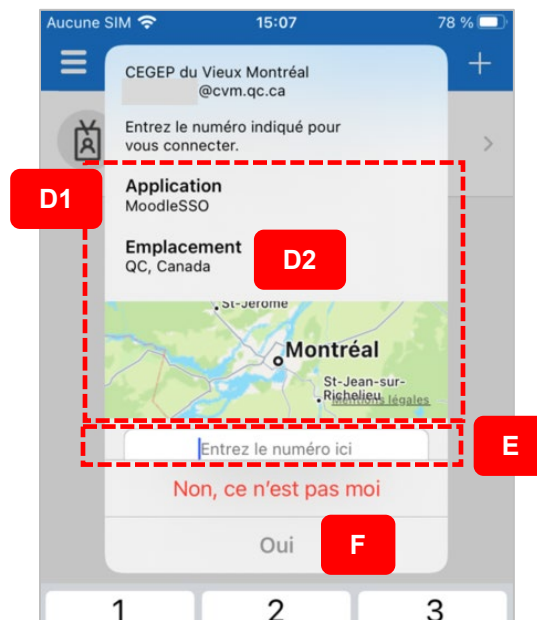 Aucune SIM 15:07 78 %
CEGEP du Vieux Montréal
@cvm.qc.ca
Entrez le numéro indiqué pour
vous connecter.
D1
Application
MoodleSSO
Emplacement
QC, Canada
D2
St-Jérôme
Montréal
St-Jean-sur-
Richelieu
Mentions légales
Entrez le numéro ici
E
Non, ce n'est pas moi
Oui
F
1 2 3